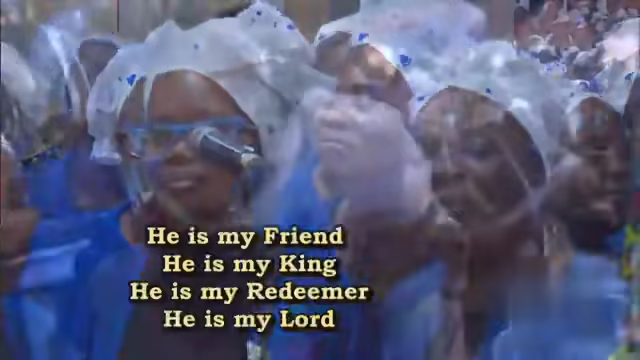 He is my Friend
He is my King
He is my Redeemer
He is my Lord